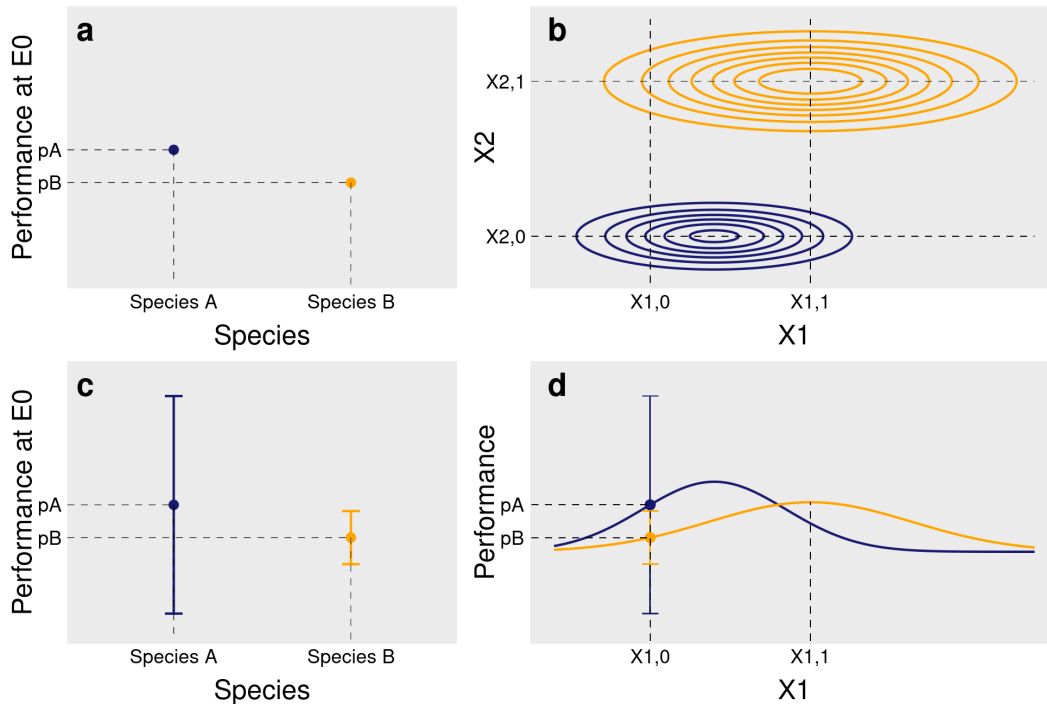 a
Performance at E0
pA
pB
Species A
Species B
Species
b
X2
X2,1
X2,0
X1,0
X1,1
X1
c
Performance at E0
pA
pB
Species A
Species B
Species
d
Performance
pA
pB
X1,0
X1,1
X1